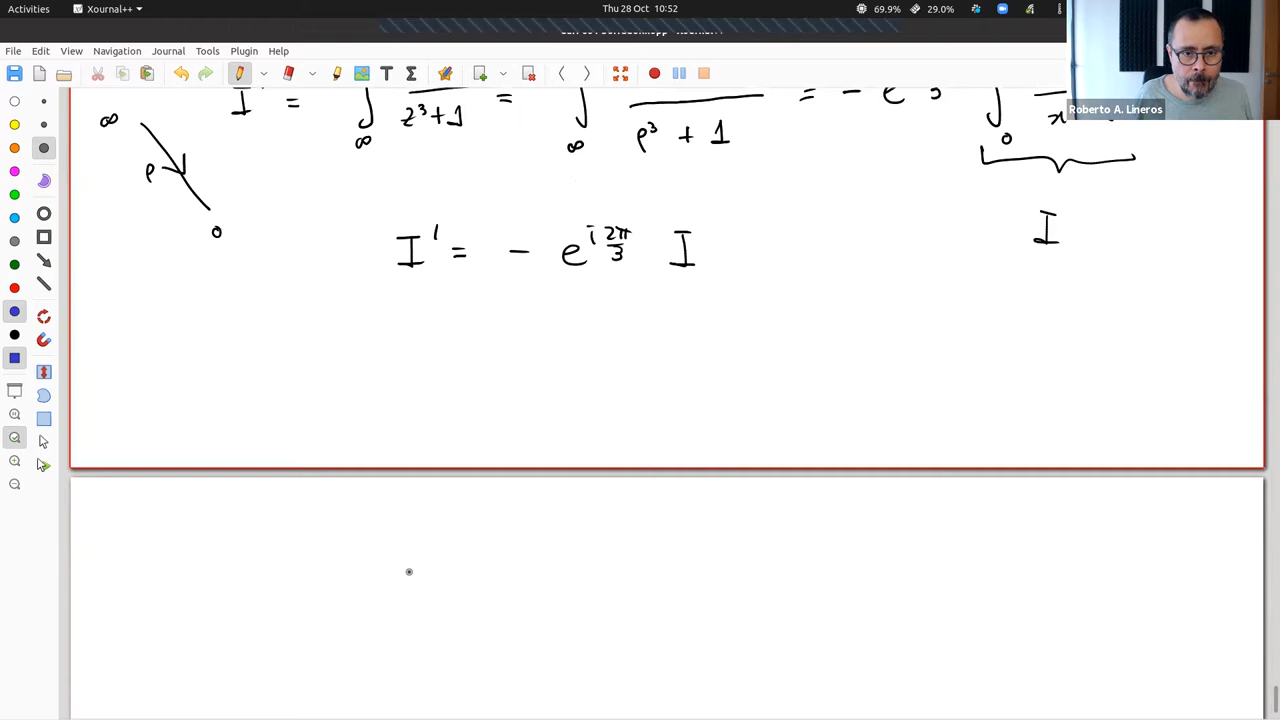 Activities Xournal++ Thu 28 Oct 10:52 69.9% 29.0%
File Edit View Navigation Journal Tools Plugin Help
I = ∫ ∞ z³+1 = ∫ ∞ ρ³ + 1 = - e 3 ∫ 0 x
Roberto A. Lineros
∞
ρ
0
I
I' = - e^{i 2π/3} I